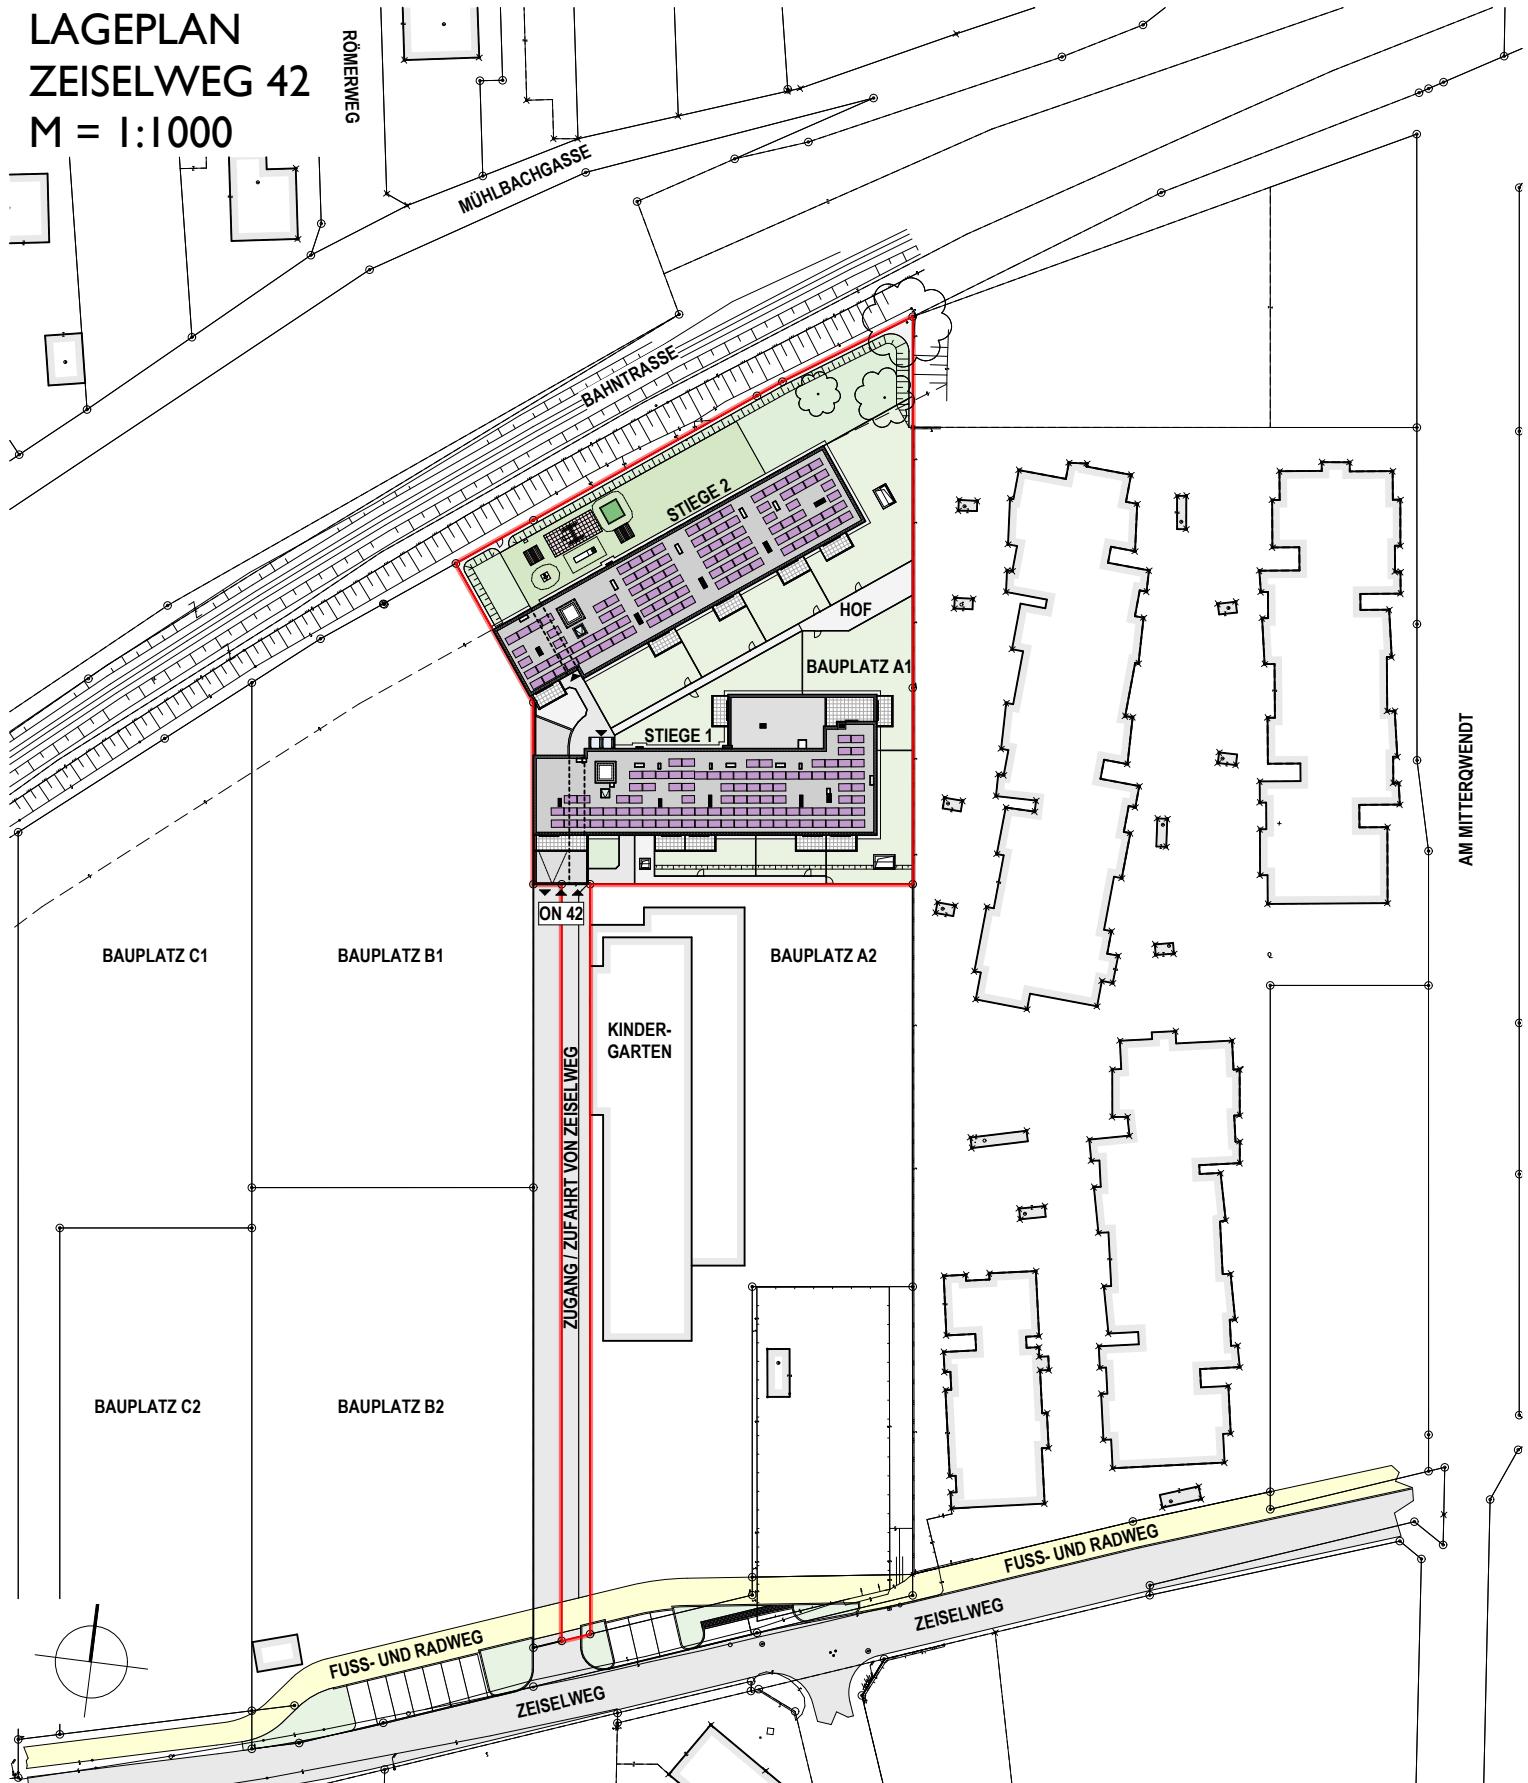 LAGEPLAN
ZEISELWEG 42
M = 1:1000
RÖMERWEG
MÜHLBACHGASSE
BAHNTRASSE
STIEGE 2
HOF
BAUPLATZ A1
STIEGE 1
AM MITTERQWENDT
ON 42
BAUPLATZ C1
BAUPLATZ B1
BAUPLATZ A2
KINDER-
GARTEN
ZUGANG / ZUFAHRT VON ZEISELWEG
BAUPLATZ C2
BAUPLATZ B2
FUSS- UND RADWEG
ZEISELWEG
FUSS- UND RADWEG
ZEISELWEG